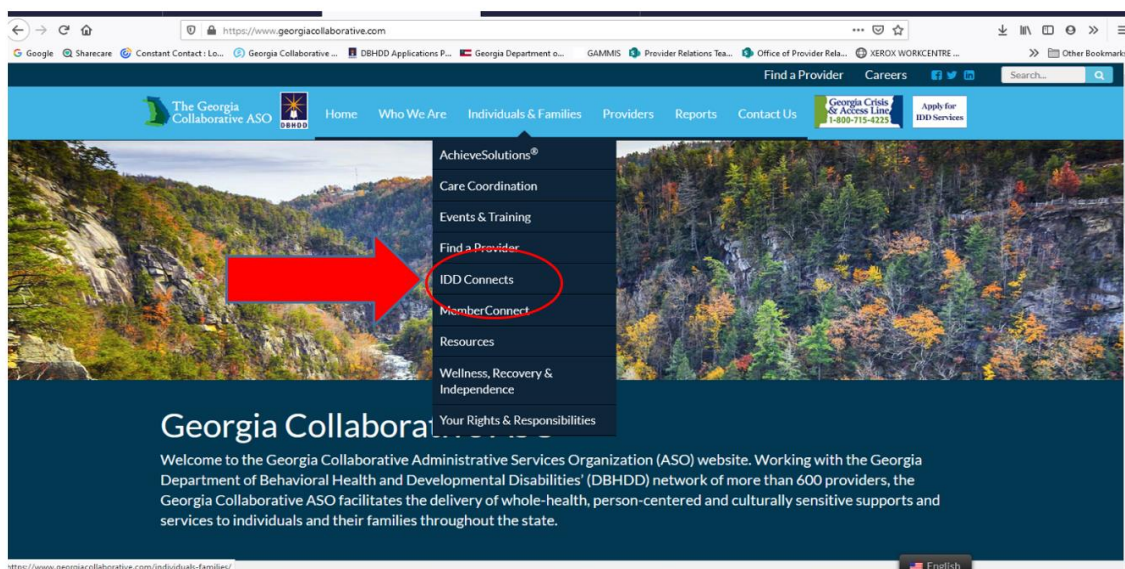 https://www.georgiacollaborative.com
Google Sharecare Constant Contact : Lo... Georgia Collaborative ... DBHDD Applications P... Georgia Department o... GAMMIS Provider Relations Tea... Office of Provider Rela... XEROX WORKCENTRE ... Other Bookmarks
Find a Provider Careers Search...
The Georgia
Collaborative ASO
DBHDD
Home Who We Are Individuals & Families Providers Reports Contact Us
Georgia Crisis
& Access Line
1-800-715-4225
Apply for
IDD Services
AchieveSolutions®
Care Coordination
Events & Training
Find a Provider
IDD Connects
MemberConnect
Resources
Wellness, Recovery &
Independence
Your Rights & Responsibilities
Georgia Collaborative ASO
Welcome to the Georgia Collaborative Administrative Services Organization (ASO) website. Working with the Georgia
Department of Behavioral Health and Developmental Disabilities' (DBHDD) network of more than 600 providers, the
Georgia Collaborative ASO facilitates the delivery of whole-health, person-centered and culturally sensitive supports and
services to individuals and their families throughout the state.
https://www.georgiacollaborative.com/individuals-families/
English